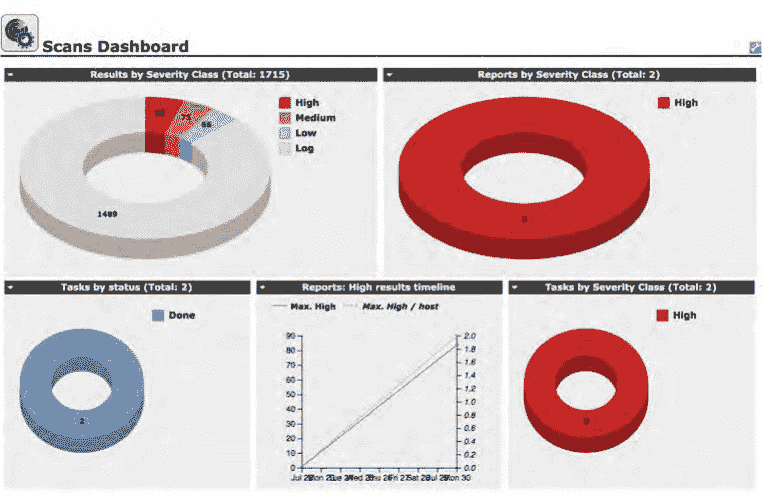 Scans Dashboard
Results by Severity Class (Total: 1715)
High
Medium
Low
Log
75
66
1489
Reports by Severity Class (Total: 2)
High
Tasks by status (Total: 2)
Done
2
Reports: High results timeline
Max. High
Max. High / host
90
80
70
60
50
40
30
20
10
0
2.0
1.8
1.6
1.4
1.2
1.0
0.8
0.6
0.4
0.2
0.0
Tasks by Severity Class (Total: 2)
High